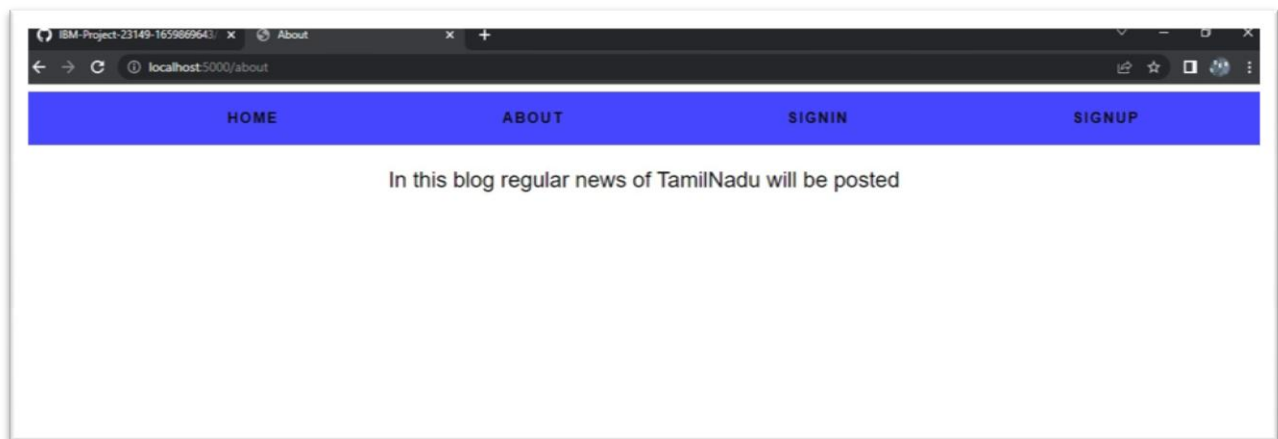 IBM-Project-23149-1659869643/
About
localhost:5000/about
HOME ABOUT SIGNIN SIGNUP
In this blog regular news of TamilNadu will be posted